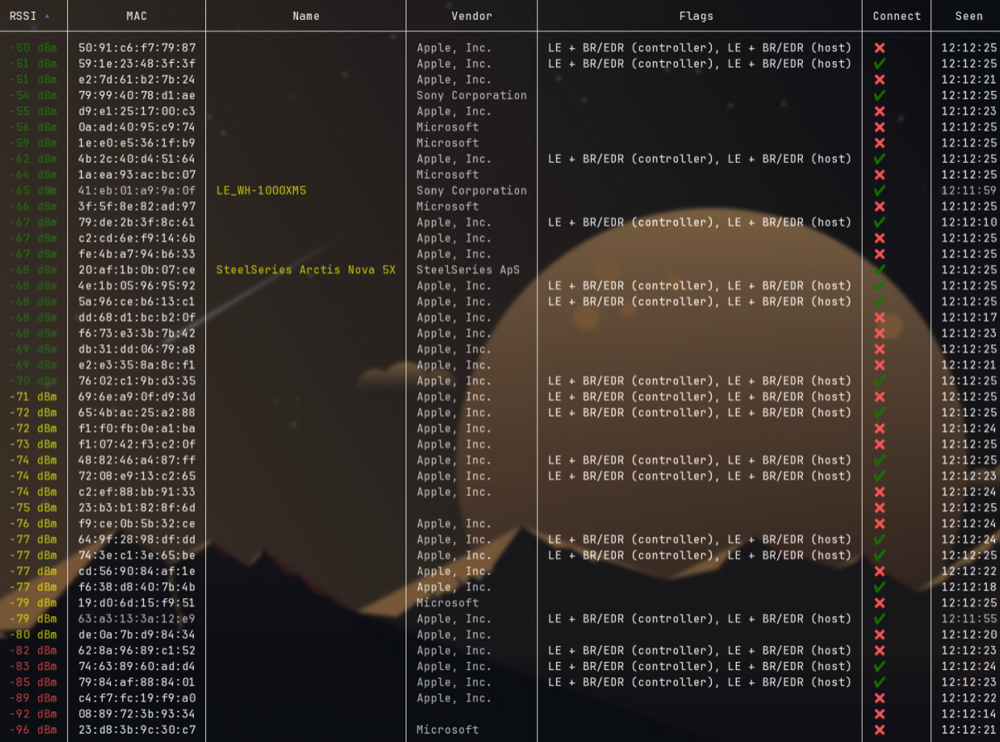 RSSI ▲ MAC Name Vendor Flags Connect Seen
-50 dBm 50:91:c6:f7:79:87 Apple, Inc. LE + BR/EDR (controller), LE + BR/EDR (host) ❌ 12:12:25
-51 dBm 59:1e:23:48:3f:3f Apple, Inc. LE + BR/EDR (controller), LE + BR/EDR (host) ✔ 12:12:25
-51 dBm e2:7d:61:b2:7b:24 Apple, Inc. ❌ 12:12:21
-54 dBm 79:99:40:78:d1:ae Sony Corporation ✔ 12:12:25
-55 dBm d9:e1:25:17:00:c3 Apple, Inc. ❌ 12:12:23
-56 dBm 0a:ad:40:95:c9:74 Microsoft ❌ 12:12:25
-59 dBm 1e:e0:e5:36:1f:b9 Microsoft ❌ 12:12:25
-62 dBm 4b:2c:40:d4:51:64 Apple, Inc. LE + BR/EDR (controller), LE + BR/EDR (host) ✔ 12:12:25
-64 dBm 1a:ea:93:ac:bc:07 Microsoft ❌ 12:12:25
-65 dBm 41:eb:01:a9:9a:0f LE_WH-1000XM5 Sony Corporation ✔ 12:11:59
-66 dBm 3f:5f:8e:82:ad:97 Microsoft ❌ 12:12:25
-67 dBm 79:de:2b:3f:8c:61 Apple, Inc. LE + BR/EDR (controller), LE + BR/EDR (host) ✔ 12:12:10
-67 dBm c2:cd:6e:f9:14:6b Apple, Inc. ❌ 12:12:25
-67 dBm fe:4b:a7:94:b6:33 Apple, Inc. ❌ 12:12:25
-68 dBm 20:af:1b:0b:07:ce SteelSeries Arctis Nova 5X SteelSeries ApS ✔ 12:12:25
-68 dBm 4e:1b:05:96:95:92 Apple, Inc. LE + BR/EDR (controller), LE + BR/EDR (host) ✔ 12:12:25
-68 dBm 5a:96:ce:b6:13:c1 Apple, Inc. LE + BR/EDR (controller), LE + BR/EDR (host) ✔ 12:12:25
-68 dBm dd:68:d1:bc:b2:0f Apple, Inc. ❌ 12:12:17
-68 dBm f6:73:e3:3b:7b:42 Apple, Inc. ❌ 12:12:23
-69 dBm db:31:dd:06:79:a8 Apple, Inc. ❌ 12:12:25
-69 dBm e2:e3:35:8a:8c:f1 Apple, Inc. ❌ 12:12:21
-70 dBm 76:02:c1:9b:d3:35 Apple, Inc. LE + BR/EDR (controller), LE + BR/EDR (host) ✔ 12:12:25
-71 dBm 69:6e:a9:0f:d9:3d Apple, Inc. LE + BR/EDR (controller), LE + BR/EDR (host) ❌ 12:12:25
-72 dBm 65:4b:ac:25:a2:88 Apple, Inc. LE + BR/EDR (controller), LE + BR/EDR (host) ✔ 12:12:25
-72 dBm f1:f0:fb:0e:a1:ba Apple, Inc. ❌ 12:12:24
-73 dBm f1:07:42:f3:c2:0f Apple, Inc. ❌ 12:12:25
-74 dBm 48:82:46:a4:87:ff Apple, Inc. LE + BR/EDR (controller), LE + BR/EDR (host) ✔ 12:12:25
-74 dBm 72:08:e9:13:c2:65 Apple, Inc. LE + BR/EDR (controller), LE + BR/EDR (host) ✔ 12:12:23
-74 dBm c2:ef:88:bb:91:33 Apple, Inc. ❌ 12:12:24
-75 dBm 23:b3:b1:82:8f:6d ❌ 12:12:25
-76 dBm f9:ce:0b:5b:32:ce Apple, Inc. ❌ 12:12:24
-77 dBm 64:9f:28:98:df:dd Apple, Inc. LE + BR/EDR (controller), LE + BR/EDR (host) ✔ 12:12:24
-77 dBm 74:3e:c1:3e:65:be Apple, Inc. LE + BR/EDR (controller), LE + BR/EDR (host) ✔ 12:12:25
-77 dBm cd:56:90:84:af:1e Apple, Inc. ❌ 12:12:22
-77 dBm f6:38:d8:40:7b:4b Apple, Inc. ✔ 12:12:18
-79 dBm 19:d0:6d:15:f9:51 Microsoft ❌ 12:12:25
-79 dBm 63:a3:13:3a:12:e9 Apple, Inc. LE + BR/EDR (controller), LE + BR/EDR (host) ✔ 12:11:55
-80 dBm de:0a:7b:d9:84:34 Apple, Inc. ❌ 12:12:20
-82 dBm 62:8a:96:89:c1:52 Apple, Inc. LE + BR/EDR (controller), LE + BR/EDR (host) ❌ 12:12:23
-83 dBm 74:63:89:60:ad:d4 Apple, Inc. LE + BR/EDR (controller), LE + BR/EDR (host) ✔ 12:12:24
-85 dBm 79:84:af:88:84:01 Apple, Inc. LE + BR/EDR (controller), LE + BR/EDR (host) ✔ 12:12:23
-89 dBm c4:f7:fc:19:f9:a0 Apple, Inc. ❌ 12:12:22
-92 dBm 08:89:72:3b:93:34 ❌ 12:12:14
-96 dBm 23:d8:3b:9c:30:c7 Microsoft ❌ 12:12:21